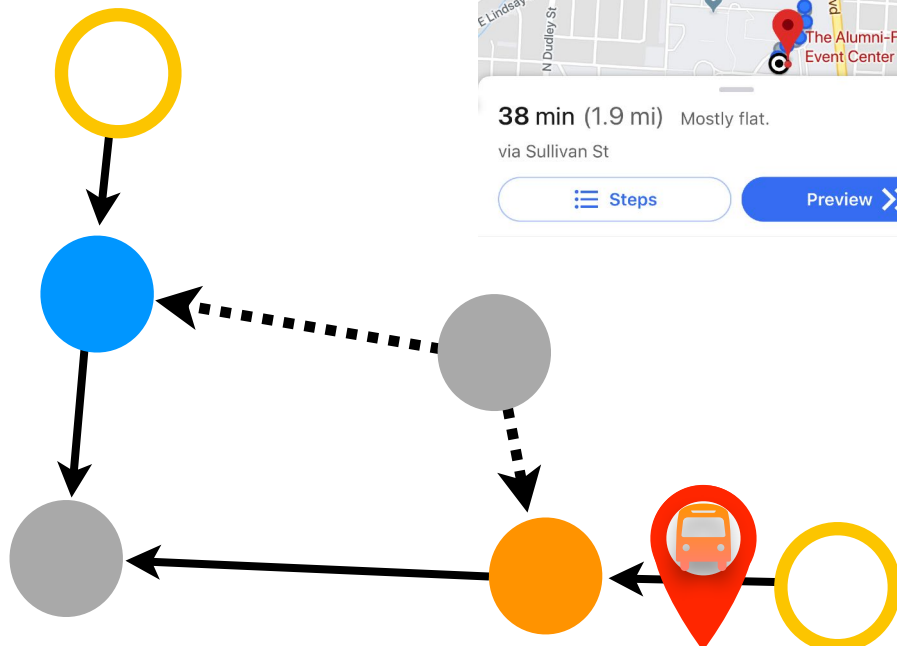 E Lindsay
N Dudley St
vd
The Alumni-F
Event Center
38 min (1.9 mi) Mostly flat.
via Sullivan St
Steps
Preview